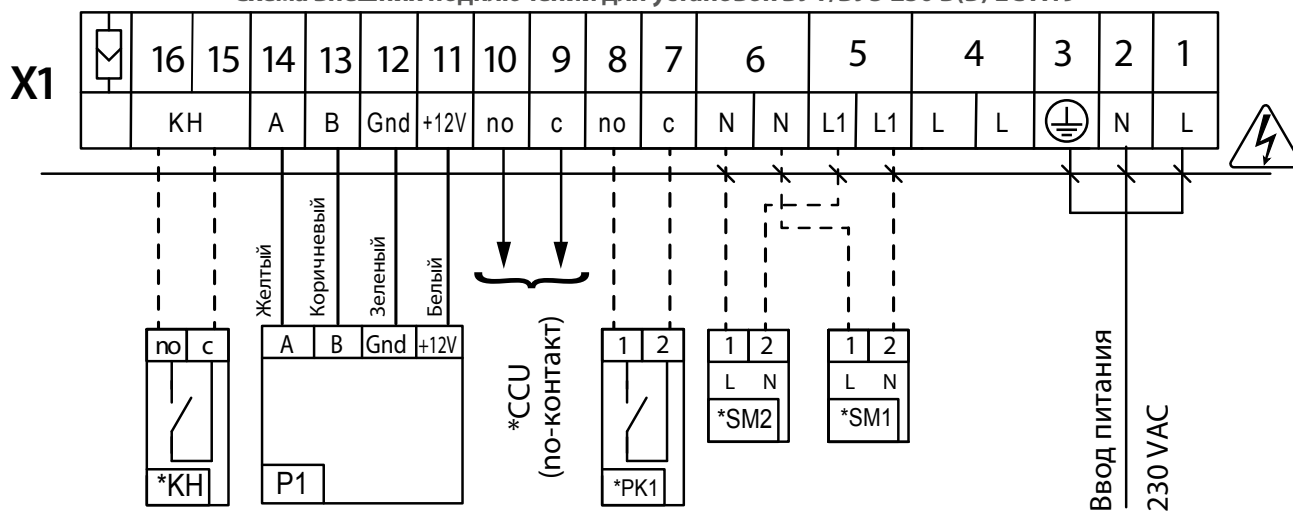 X1
16 15 14 13 12 11 10 9 8 7 6 5 4 3 2 1
KH A B Gnd +12V no c no c N N L1 L1 L L N L
Желтый
Коричневый
Зеленый
Белый
no c
*KH
A B Gnd +12V
P1
*CCU
(no-контакт)
1 2
*PK1
1 2
L N
*SM2
1 2
L N
*SM1
Ввод питания
230 VAC